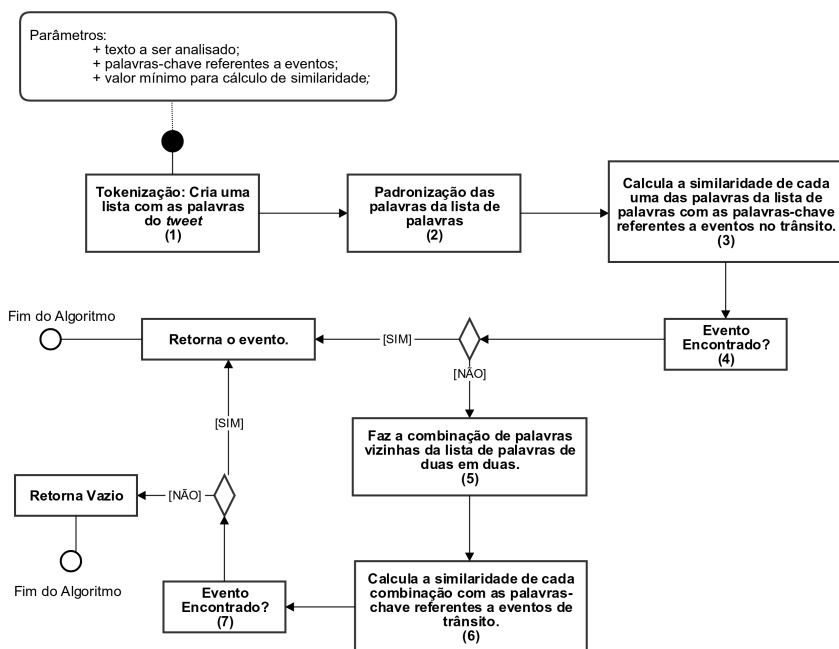 Parâmetros:
+ texto a ser analisado;
+ palavras-chave referentes a eventos;
+ valor mínimo para cálculo de similaridade;
Tokenização: Cria uma
lista com as palavras
do tweet
(1)
Padronização das
palavras da lista de
palavras
(2)
Calcula a similaridade de cada
uma das palavras da lista de
palavras com as palavras-chave
referentes a eventos no trânsito.
(3)
Evento
Encontrado?
(4)
[SIM]
Retorna o evento.
Fim do Algoritmo
[NÃO]
Faz a combinação de palavras
vizinhas da lista de palavras de
duas em duas.
(5)
Calcula a similaridade de cada
combinação com as palavras-
chave referentes a eventos de
trânsito.
(6)
Evento
Encontrado?
(7)
[SIM]
[NÃO]
Retorna Vazio
Fim do Algoritmo